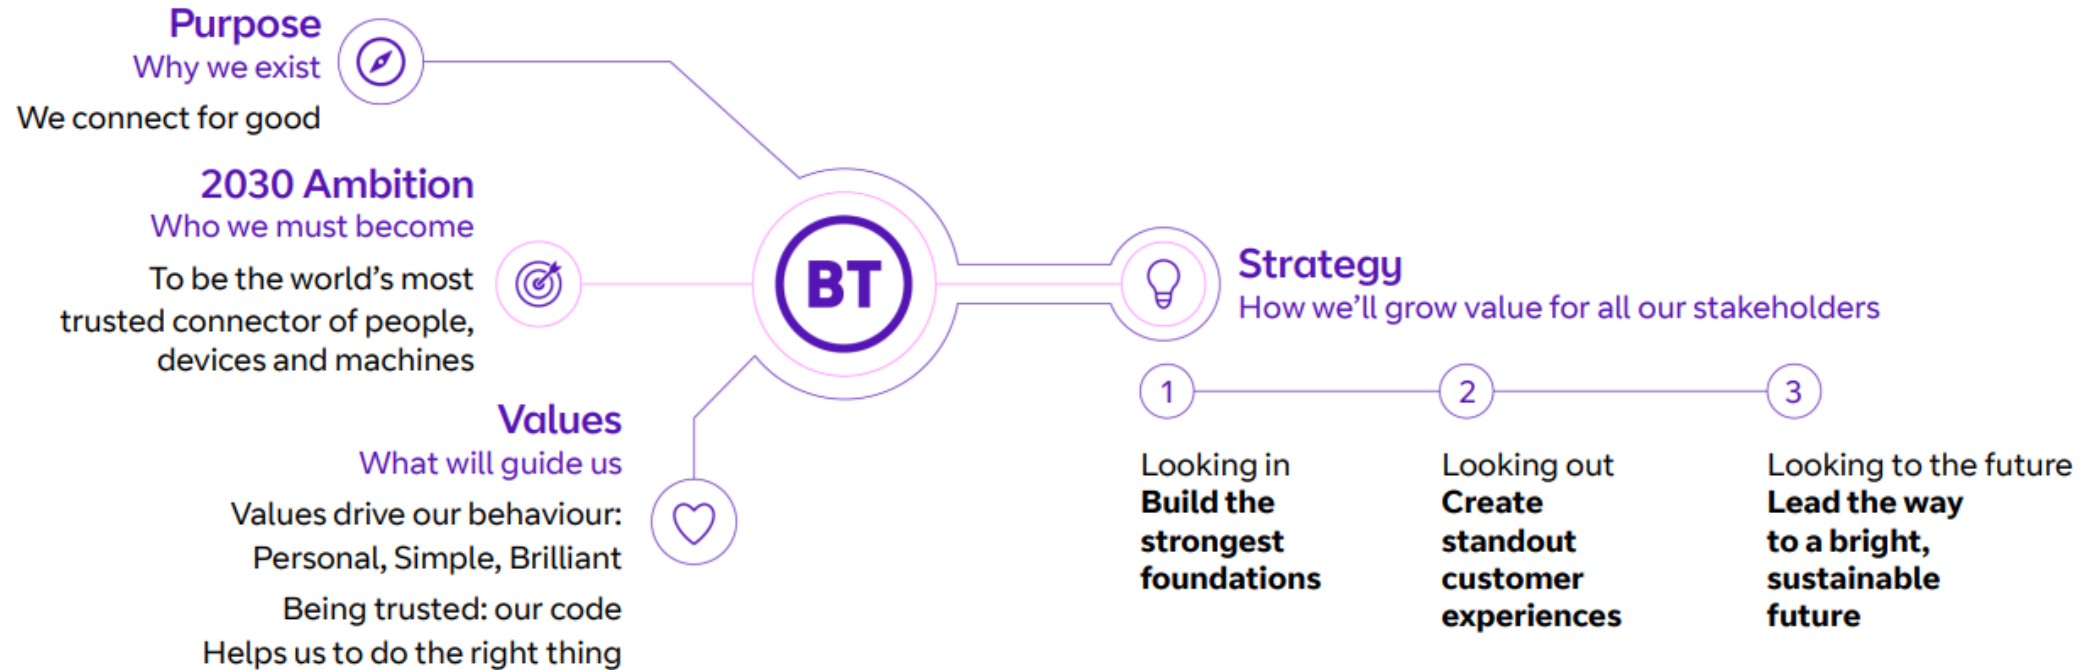 Purpose
Why we exist
We connect for good
2030 Ambition
Who we must become
To be the world's most
trusted connector of people,
devices and machines
Values
What will guide us
Values drive our behaviour:
Personal, Simple, Brilliant
Being trusted: our code
Helps us to do the right thing
BT
Strategy
How we'll grow value for all our stakeholders
1
Looking in
Build the
strongest
foundations
2
Looking out
Create
standout
customer
experiences
3
Looking to the future
Lead the way
to a bright,
sustainable
future